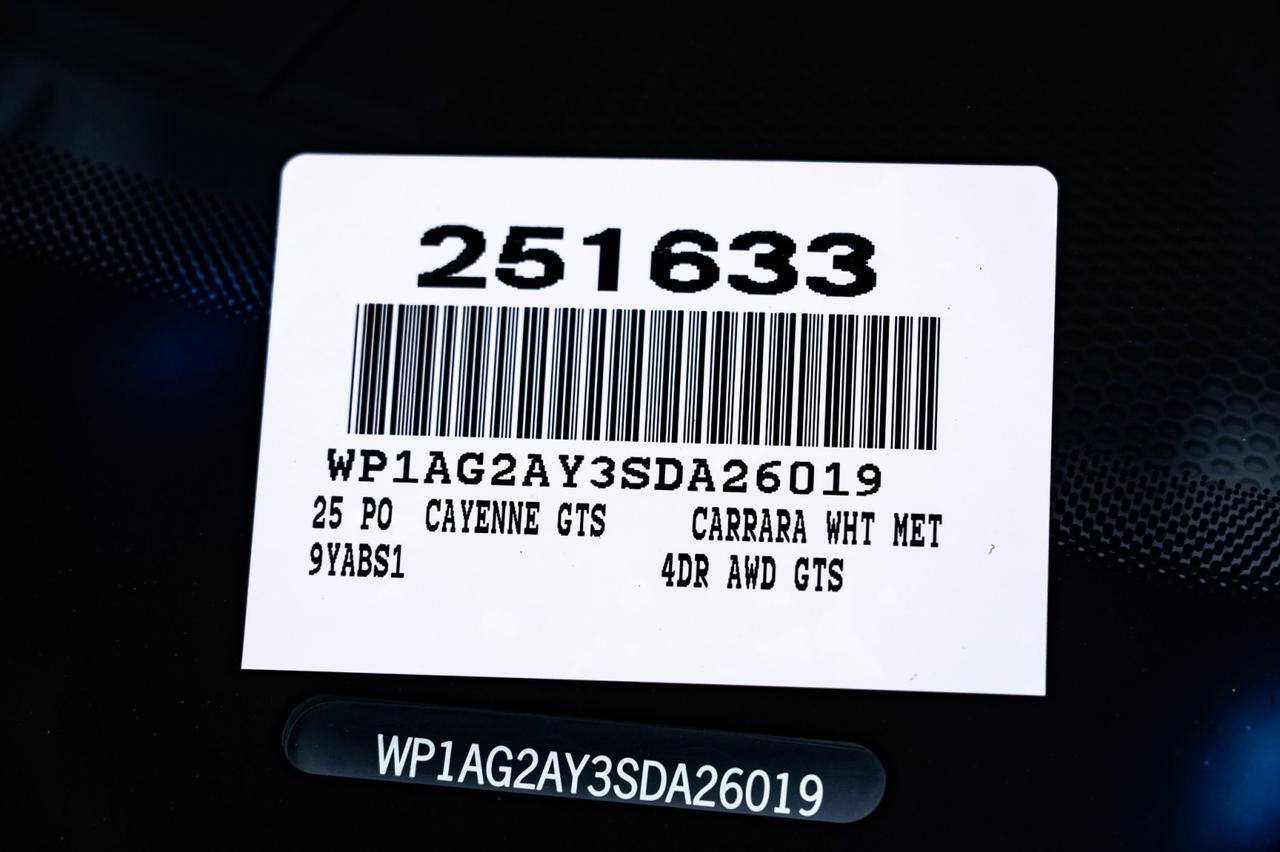 251633
WP1AG2AY3SDA26019
25 PO CAYENNE GTS CARRARA WHT MET
9YABS1 4DR AWD GTS
WP1AG2AY3SDA26019